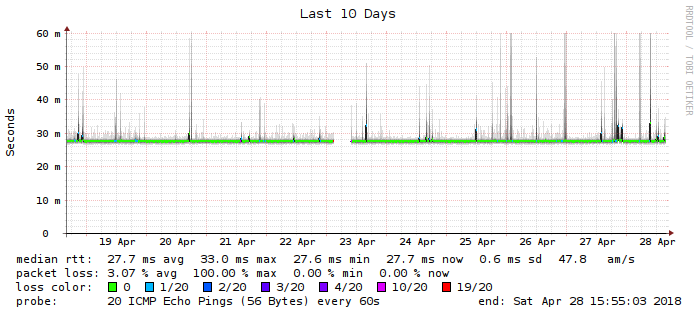 Last 10 Days
RRDTOOL / TOBI OETIKER
Seconds
60 m
50 m
40 m
30 m
20 m
10 m
0
19 Apr 20 Apr 21 Apr 22 Apr 23 Apr 24 Apr 25 Apr 26 Apr 27 Apr 28 Apr
median rtt: 27.7 ms avg 33.0 ms max 27.6 ms min 27.7 ms now 0.6 ms sd 47.8 am/s
packet loss: 3.07 % avg 100.00 % max 0.00 % min 0.00 % now
loss color: 0 1/20 2/20 3/20 4/20 10/20 19/20
probe: 20 ICMP Echo Pings (56 Bytes) every 60s end: Sat Apr 28 15:55:03 2018